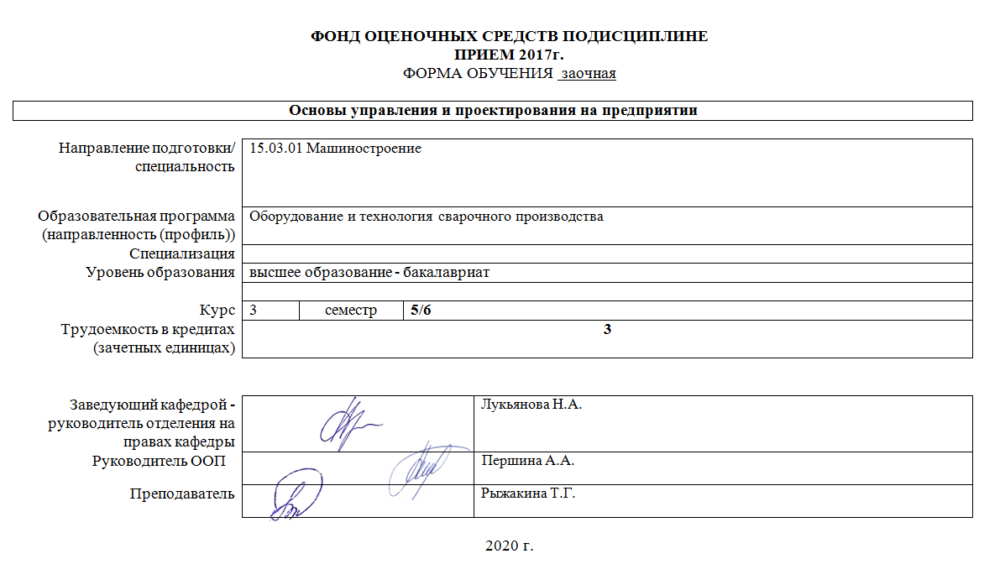 ФОНД ОЦЕНОЧНЫХ СРЕДСТВ ПОДИСЦИПЛИНЕ
ПРИЕМ 2017г.
ФОРМА ОБУЧЕНИЯ заочная
Основы управления и проектирования на предприятии
Направление подготовки/ 15.03.01 Машиностроение
специальность
Образовательная программа Оборудование и технология сварочного производства
(направленность (профиль))
Специализация
Уровень образования высшее образование - бакалавриат
Курс 3 семестр 5/6
Трудоемкость в кредитах 3
(зачетных единицах)
Заведующий кафедрой - Лукьянова Н.А.
руководитель отделения на
правах кафедры
Руководитель ООП Першина А.А.
Преподаватель Рыжакина Т.Г.
2020 г.